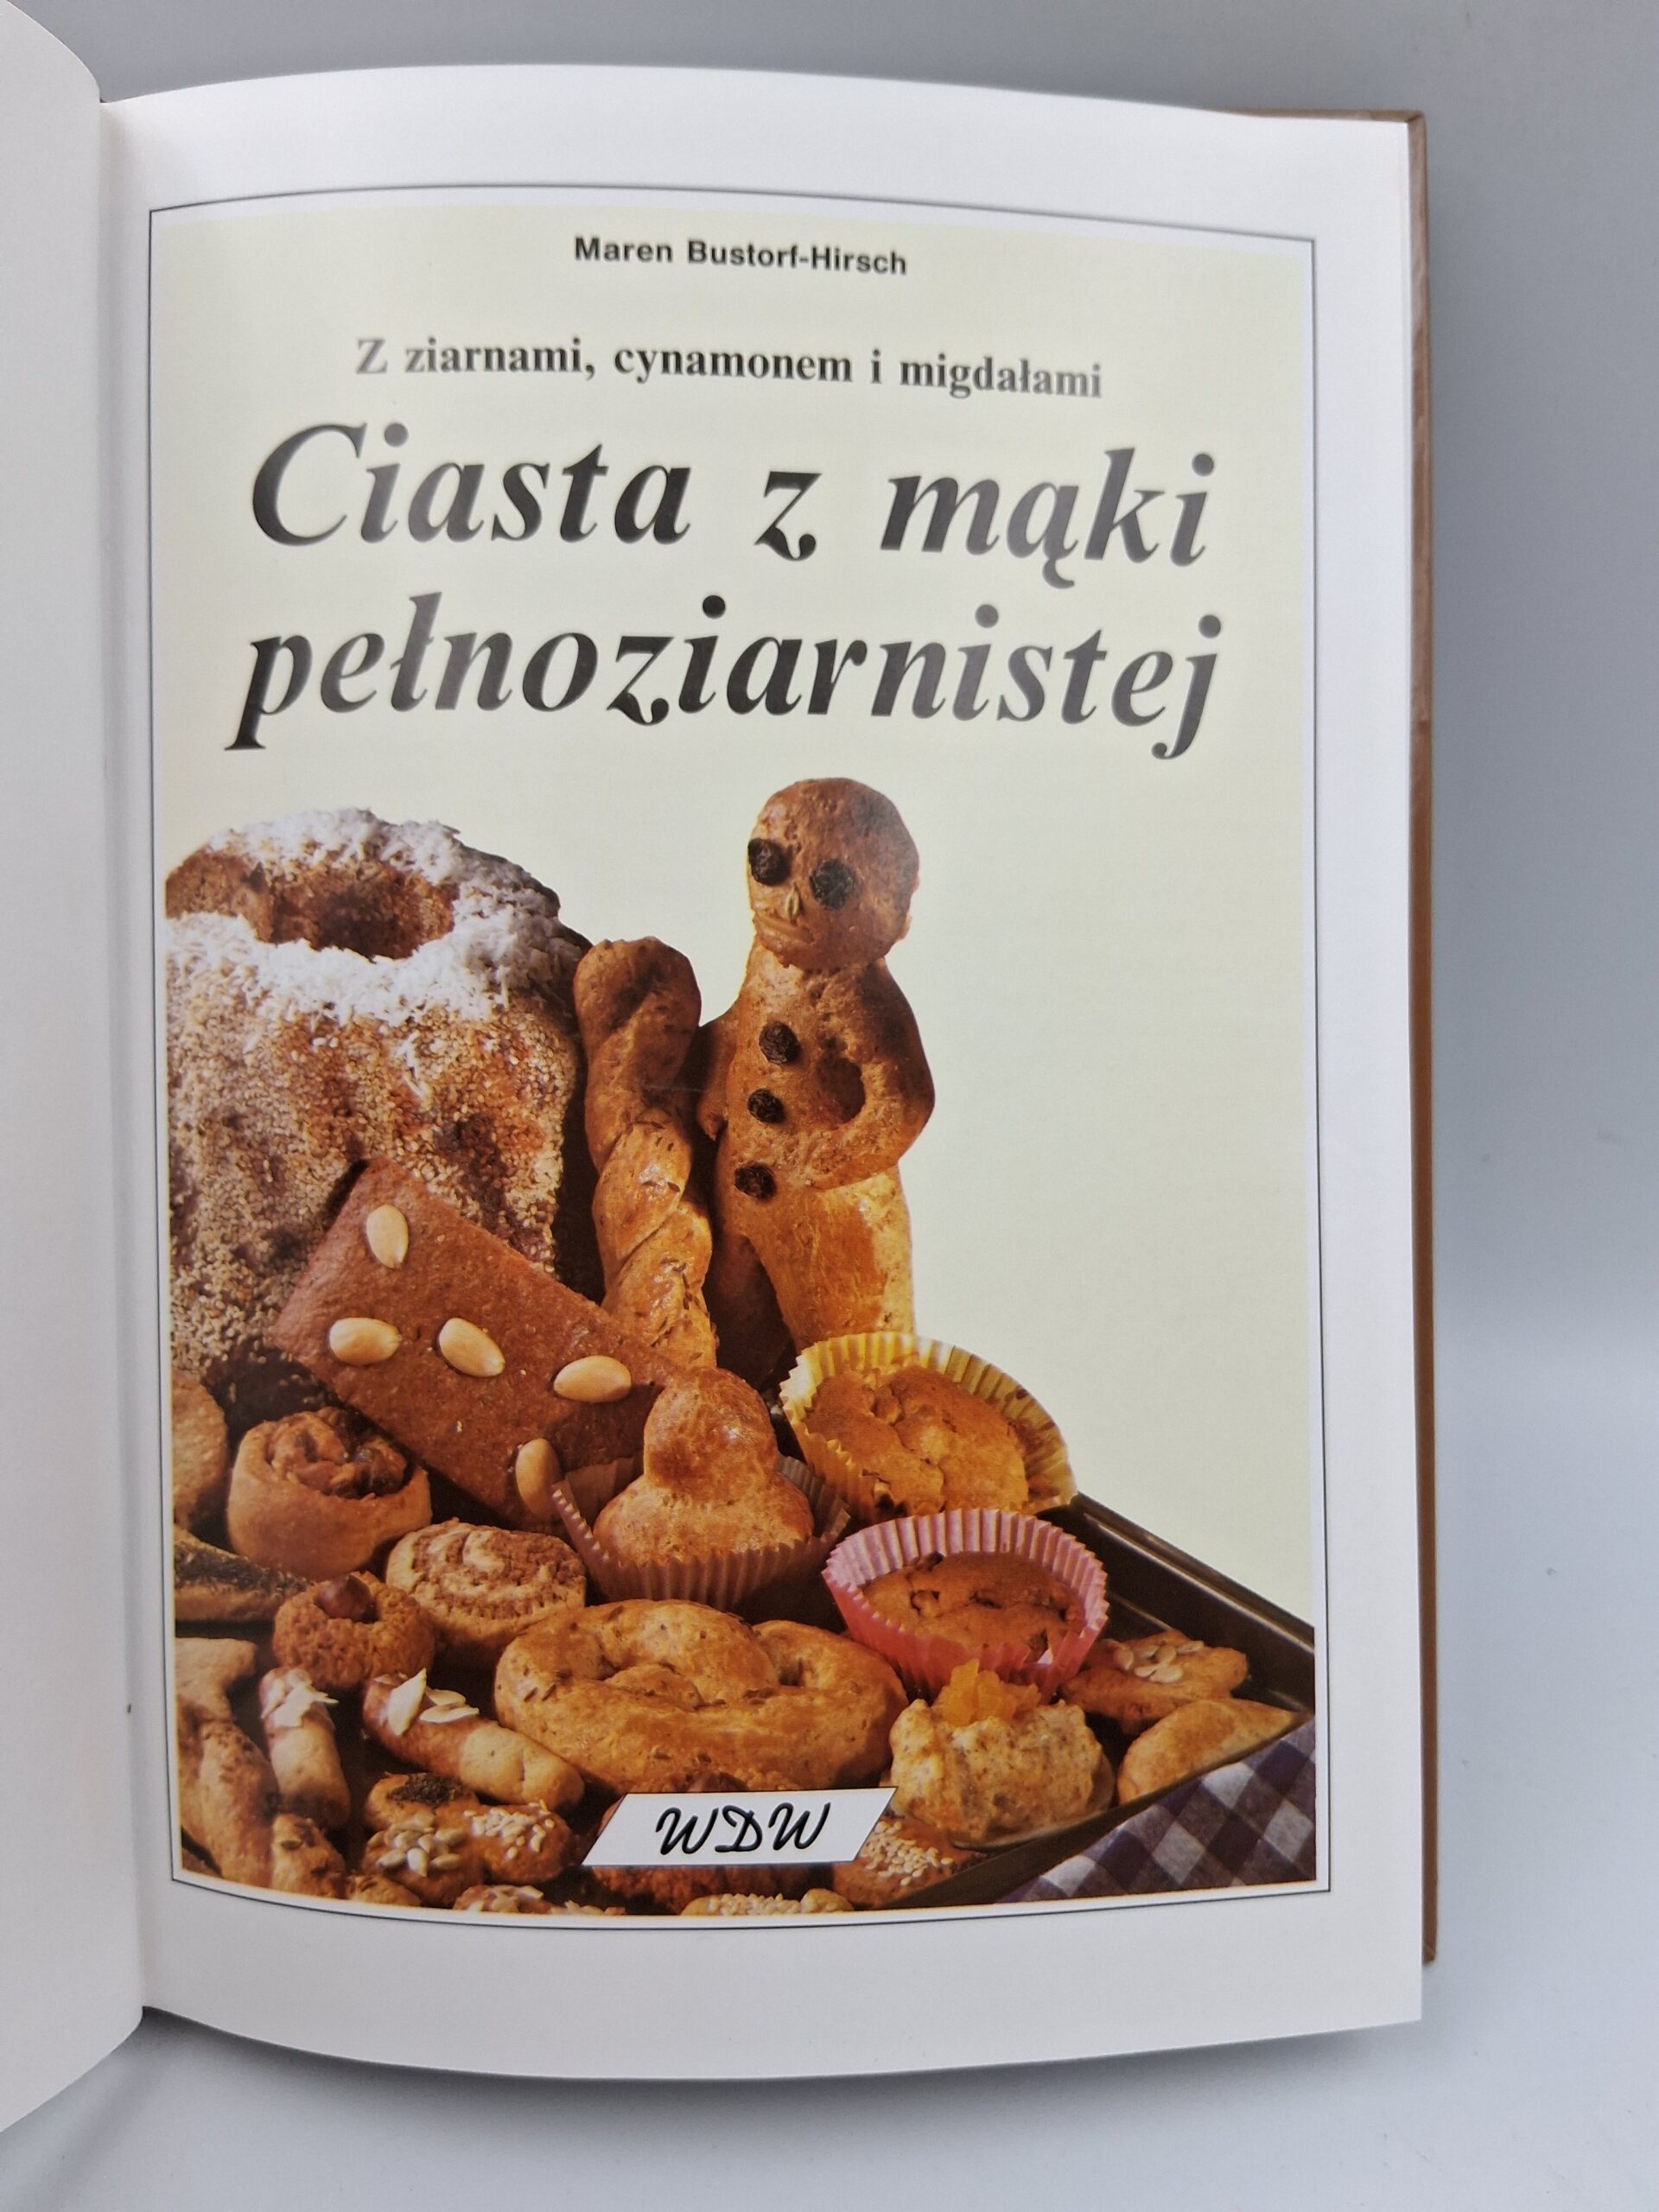 Maren Bustorf-Hirsch
Z ziarnami, cynamonem i migdałami
Ciasta z mąki
pełnoziarnistej
WDW